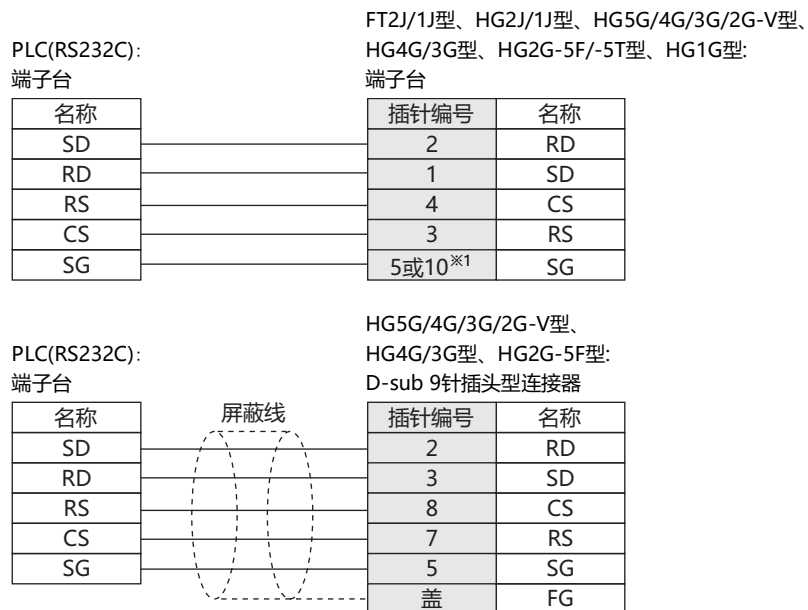 FT2J/1J型、HG2J/1J型、HG5G/4G/3G/2G-V型、
PLC(RS232C): HG4G/3G型、HG2G-5F/-5T型、HG1G型:
端子台 端子台
名称 插针编号 名称
SD 2 RD
RD 1 SD
RS 4 CS
CS 3 RS
SG 5或10※1 SG
HG5G/4G/3G/2G-V型、
PLC(RS232C): HG4G/3G型、HG2G-5F型:
端子台 D-sub 9针插头型连接器
名称 屏蔽线 插针编号 名称
SD 2 RD
RD 3 SD
RS 8 CS
CS 7 RS
SG 5 SG
盖 FG